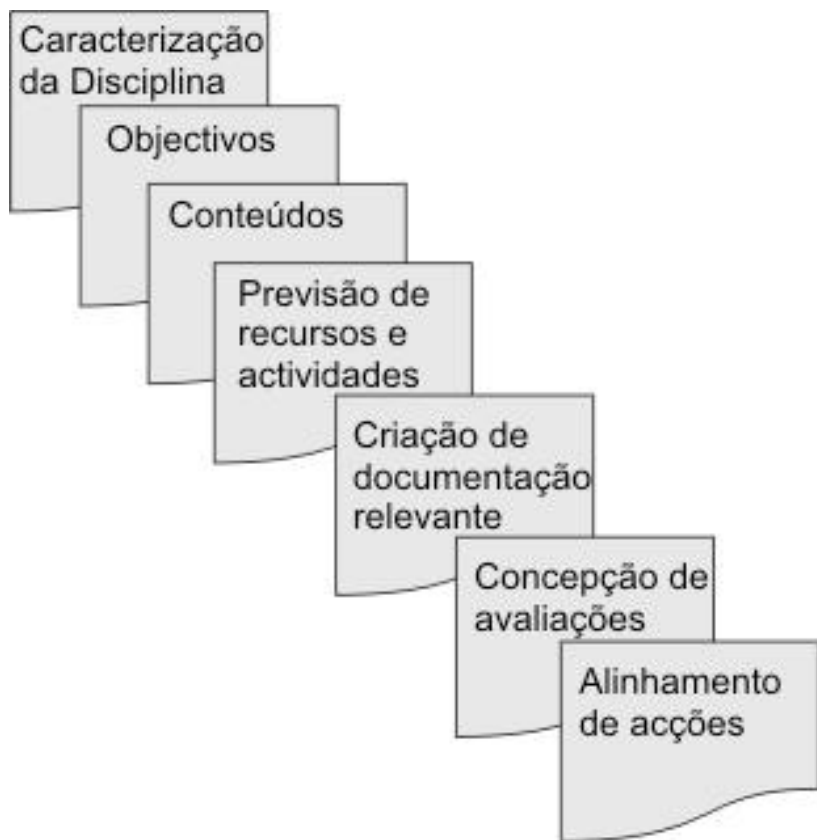 Caracterização
da Disciplina
Objectivos
Conteúdos
Previsão de
recursos e
actividades
Criação de
documentação
relevante
Concepção de
avaliações
Alinhamento
de acções